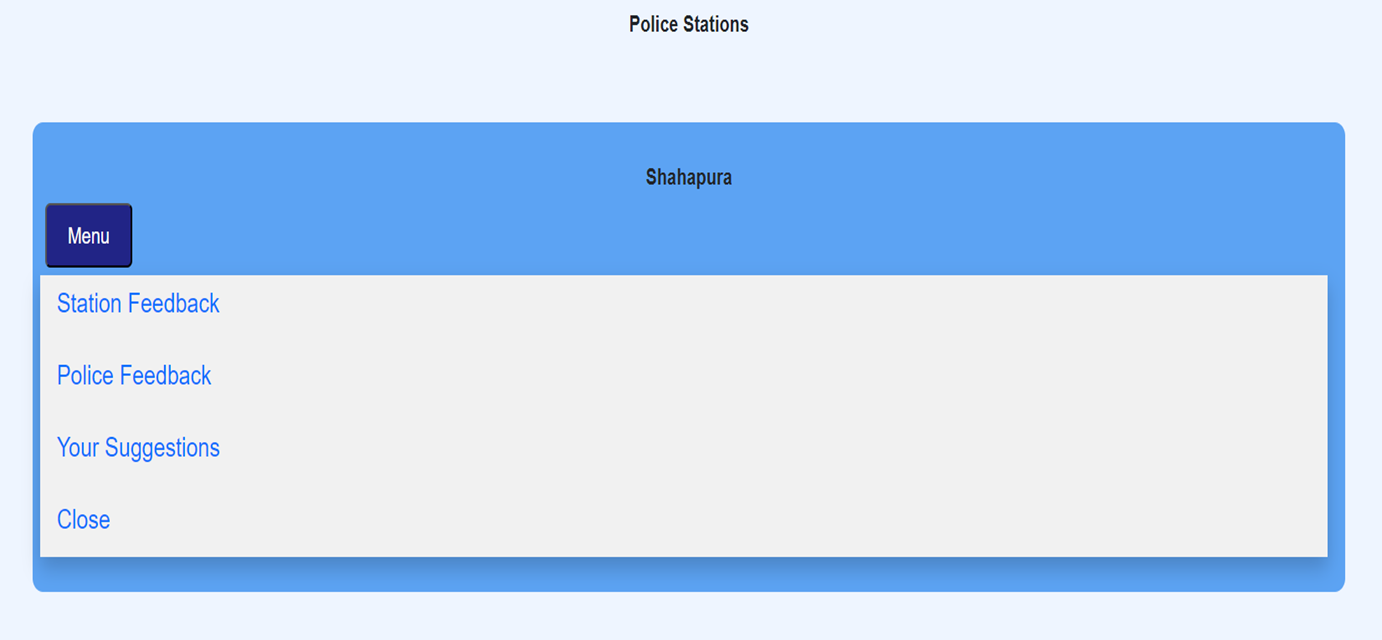 Police Stations
Shahapura
Menu
Station Feedback
Police Feedback
Your Suggestions
Close